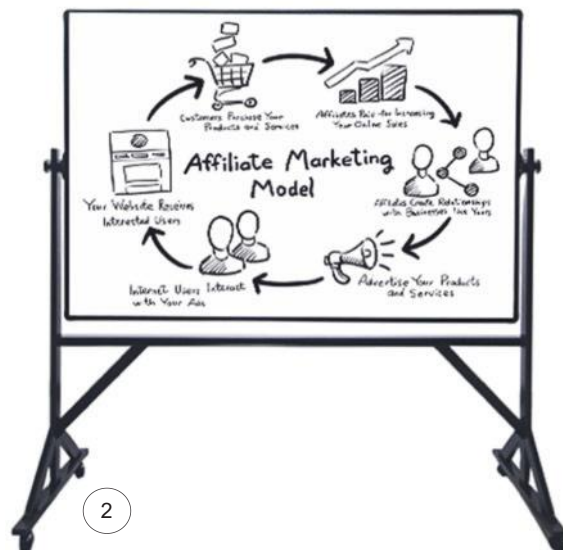 Affiliate Marketing
Model
Customers Purchase Your
Products and Services
Affiliates Paid for Increasing
Your Online Sales
Affiliates Create Relationships
with Businesses like Yours
Advertise Your Products
and Services
Internet Users Interact
with Your Ads
Your Website Receives
Interested Users
2